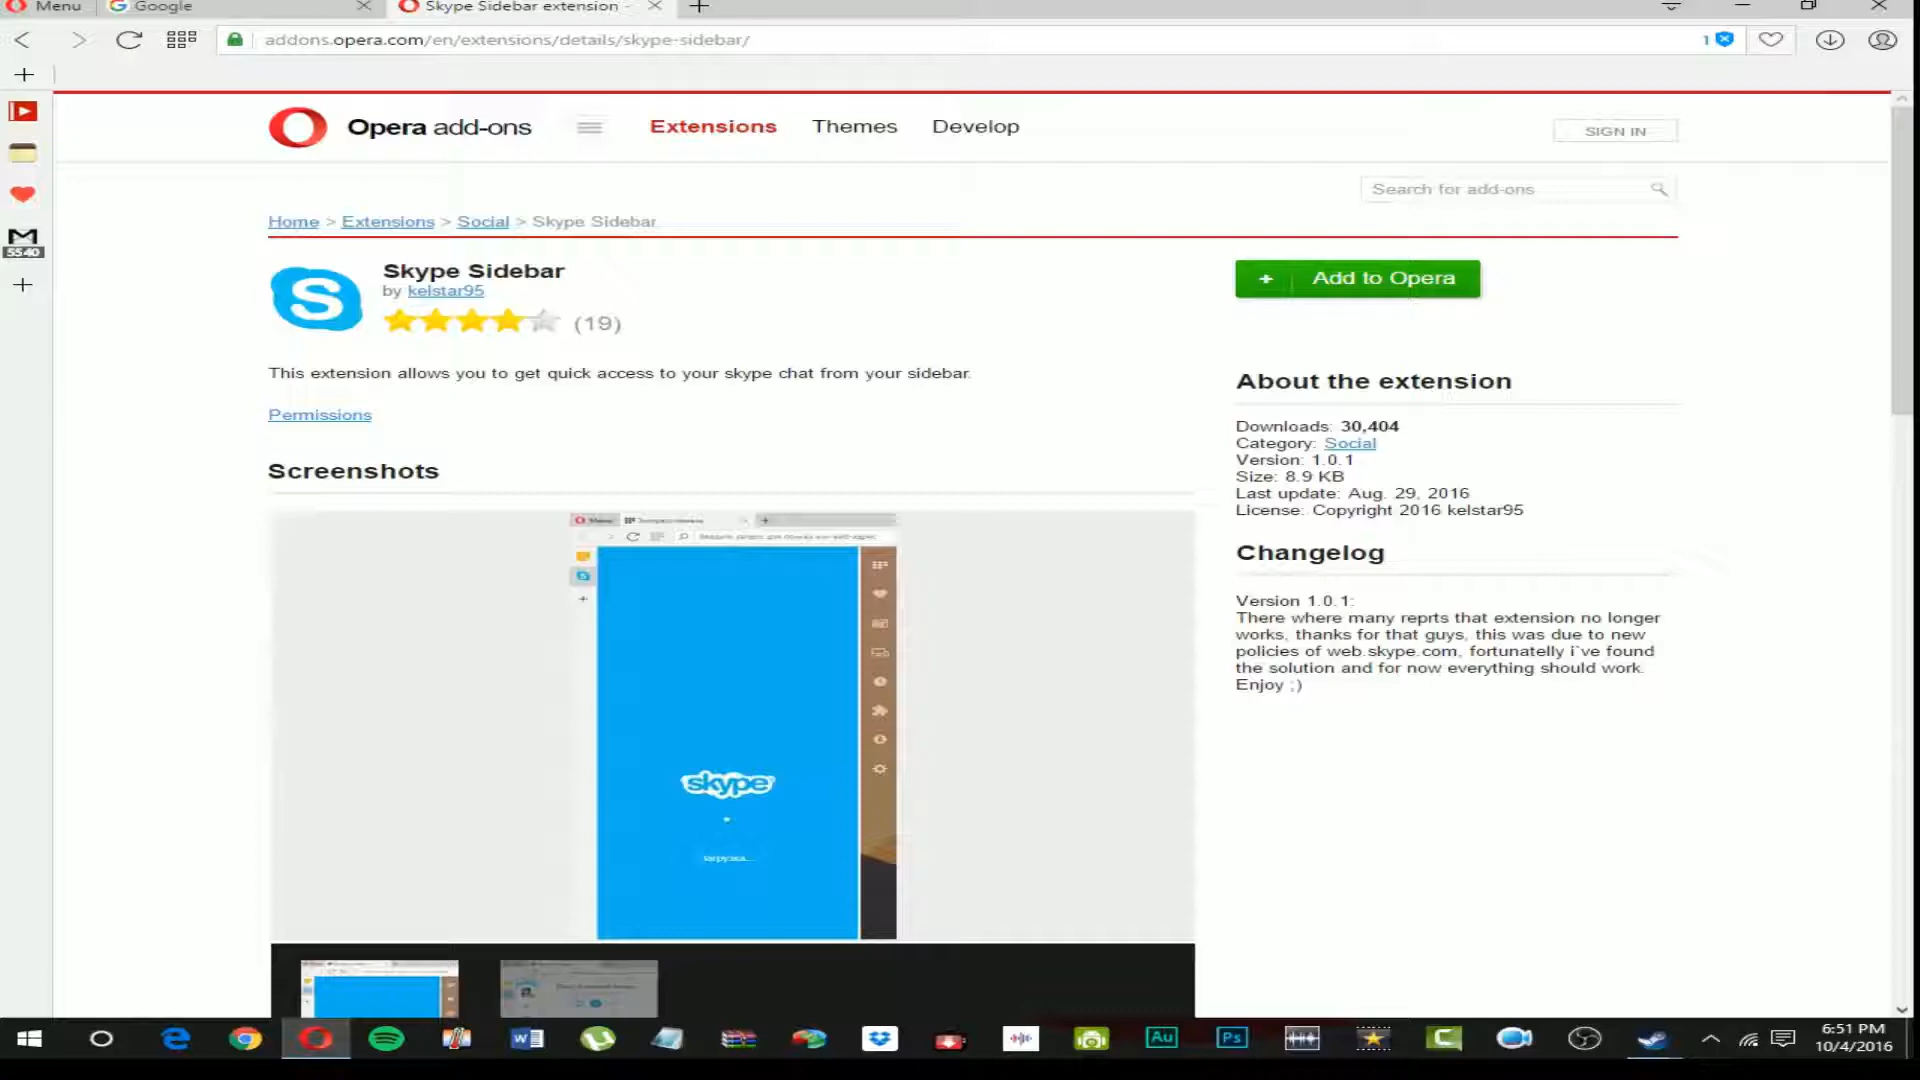 Menu
Google
Skype Sidebar extension -
addons.opera.com/en/extensions/details/skype-sidebar/
1
5540
Opera add-ons
Extensions
Themes
Develop
SIGN IN
Search for add-ons
Home > Extensions > Social > Skype Sidebar
Skype Sidebar
by kelstar95
(19)
+ Add to Opera
This extension allows you to get quick access to your skype chat from your sidebar.
Permissions
Screenshots
About the extension
Downloads: 30,404
Category: Social
Version: 1.0.1
Size: 8.9 KB
Last update: Aug. 29, 2016
License: Copyright 2016 kelstar95
Changelog
Version 1.0.1:
There where many reprts that extension no longer
works, thanks for that guys, this was due to new
policies of web.skype.com, fortunatelly i`ve found
the solution and for now everything should work.
Enjoy ;)
skype
Загрузка...
Au
Ps
6:51 PM
10/4/2016